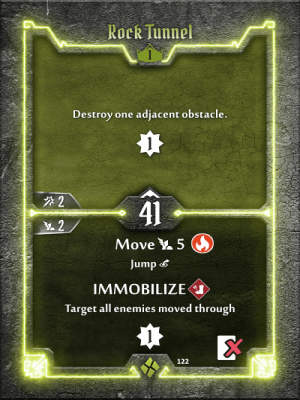 Rock Tunnel
1
Destroy one adjacent obstacle.
1
2
41
2
Move 5
Jump
IMMOBILIZE
Target all enemies moved through
1
122